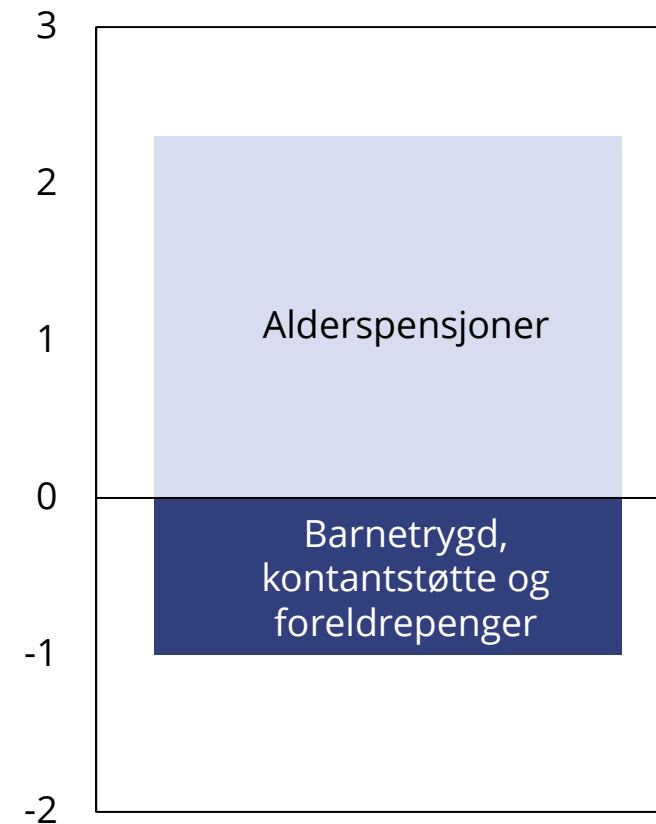 3
2
1
0
-1
-2
Alderspensjoner
Barnetrygd,
kontantstøtte og
foreldrepenger